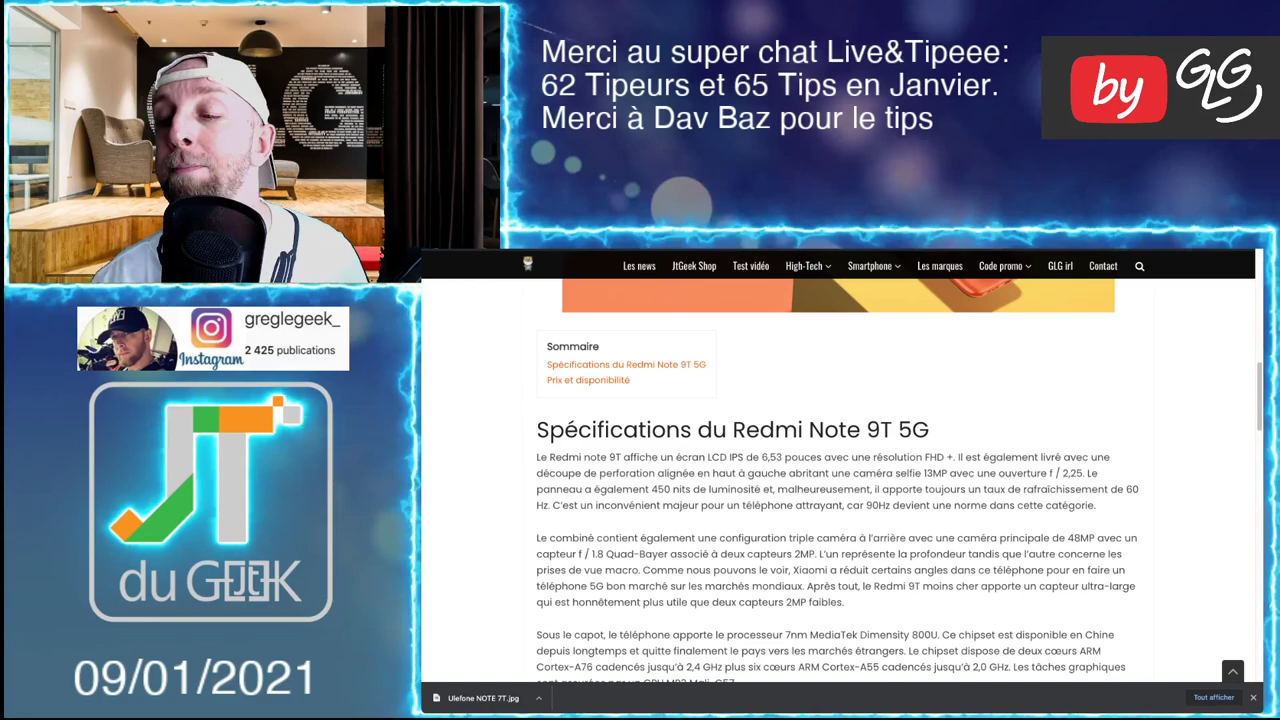 Merci au super chat Live&Tipeee:
62 Tipeurs et 65 Tips en Janvier.
Merci à Dav Baz pour le tips
by GLG
Les news JtGeek Shop Test vidéo High-Tech Smartphone Les marques Code promo GLG irl Contact
greglegeek_
2 425 publications
Instagram
Sommaire
Spécifications du Redmi Note 9T 5G
Prix et disponibilité
Spécifications du Redmi Note 9T 5G
Le Redmi note 9T affiche un écran LCD IPS de 6,53 pouces avec une résolution FHD +. Il est également livré avec une
découpe de perforation alignée en haut à gauche abritant une caméra selfie 13MP avec une ouverture f / 2,25. Le
panneau a également 450 nits de luminosité et, malheureusement, il apporte toujours un taux de rafraîchissement de 60
Hz. C'est un inconvénient majeur pour un téléphone attrayant, car 90Hz devient une norme dans cette catégorie.
Le combiné contient également une configuration triple caméra à l'arrière avec une caméra principale de 48MP avec un
capteur f / 1.8 Quad-Bayer associé à deux capteurs 2MP. L'un représente la profondeur tandis que l'autre concerne les
prises de vue macro. Comme nous pouvons le voir, Xiaomi a réduit certains angles dans ce téléphone pour en faire un
téléphone 5G bon marché sur les marchés mondiaux. Après tout, le Redmi 9T moins cher apporte un capteur ultra-large
qui est honnêtement plus utile que deux capteurs 2MP faibles.
Sous le capot, le téléphone apporte le processeur 7nm MediaTek Dimensity 800U. Ce chipset est disponible en Chine
depuis longtemps et quitte finalement le pays vers les marchés étrangers. Le chipset dispose de deux cœurs ARM
Cortex-A76 cadencés jusqu'à 2,4 GHz plus six cœurs ARM Cortex-A55 cadencés jusqu'à 2,0 GHz. Les tâches graphiques
sont assurées par un GPU MP3 Mali-G57
JT
du GEEK
09/01/2021
Ulefone NOTE 7T.jpg
Tout afficher